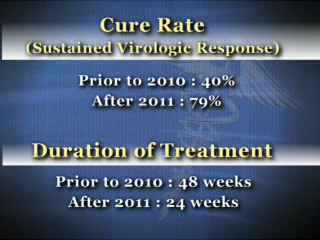 Cure Rate
(Sustained Virologic Response)
Prior to 2010 : 40%
After 2011 : 79%
Duration of Treatment
Prior to 2010 : 48 weeks
After 2011 : 24 weeks